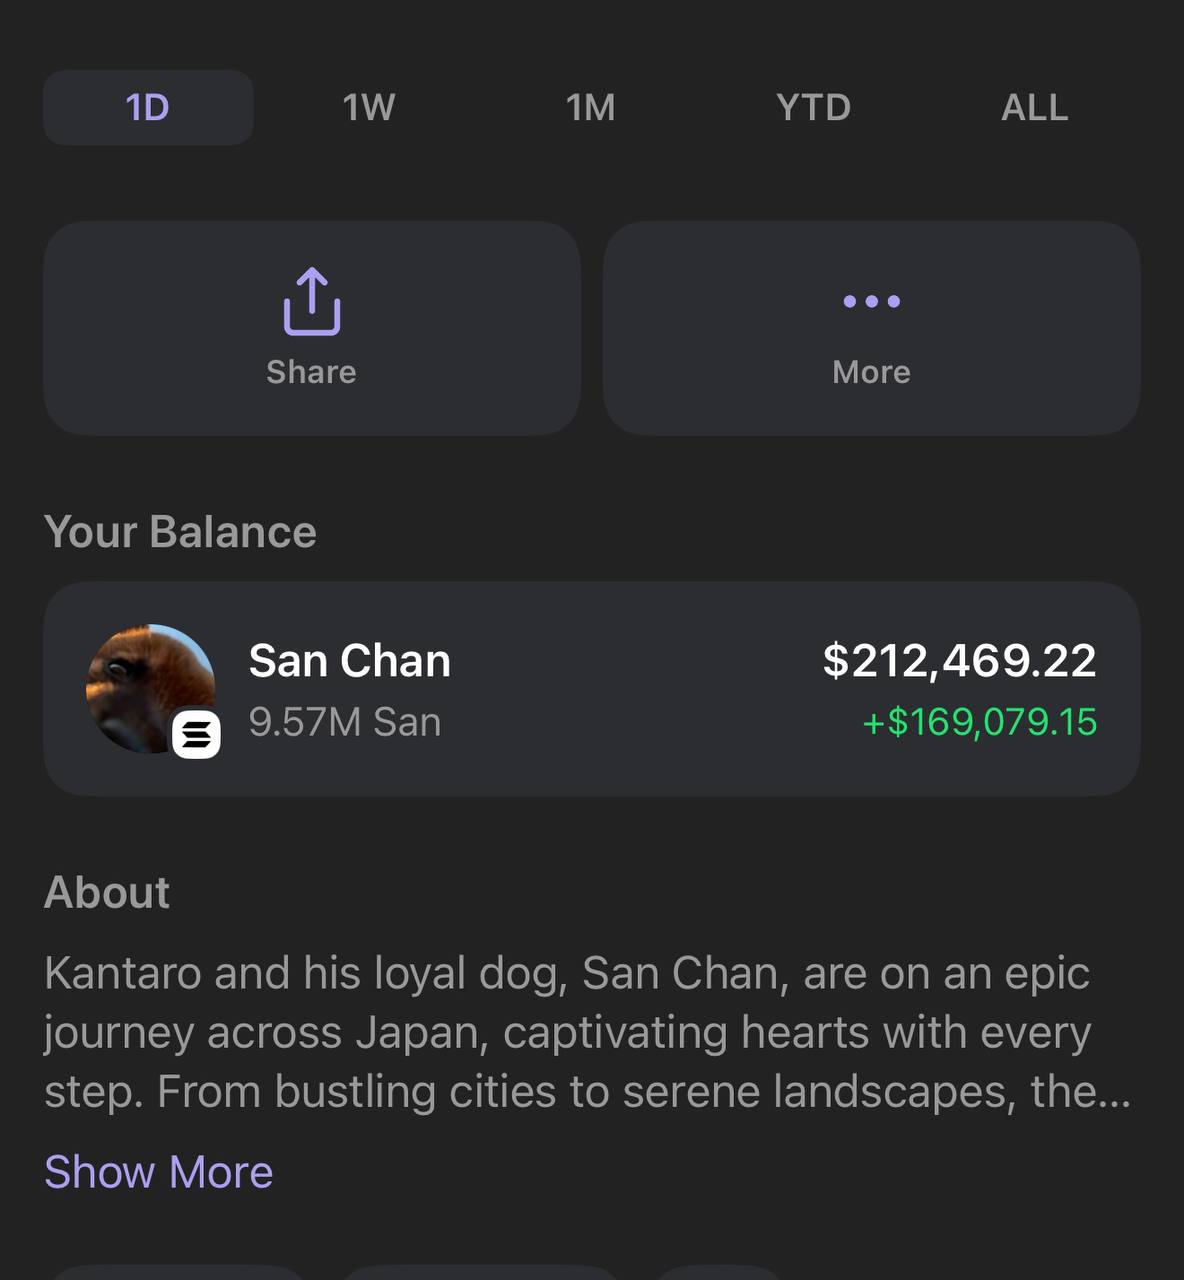 1D 1W 1M YTD ALL
Share More
Your Balance
San Chan $212,469.22
9.57M San +$169,079.15
About
Kantaro and his loyal dog, San Chan, are on an epic
journey across Japan, captivating hearts with every
step. From bustling cities to serene landscapes, the...
Show More